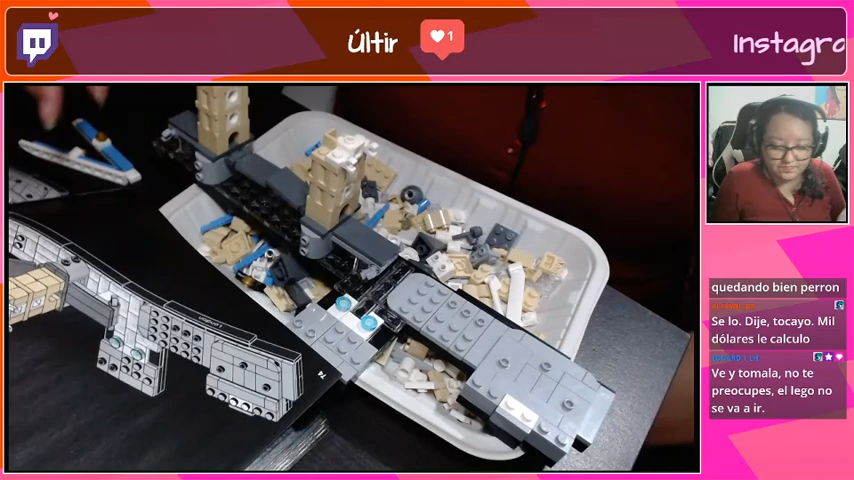 Últir
1
Instagra
quedando bien perron
Se lo. Dije, tocayo. Mil
dólares le calculo
Ve y tomala, no te
preocupes, el lego no
se va a ir.
74